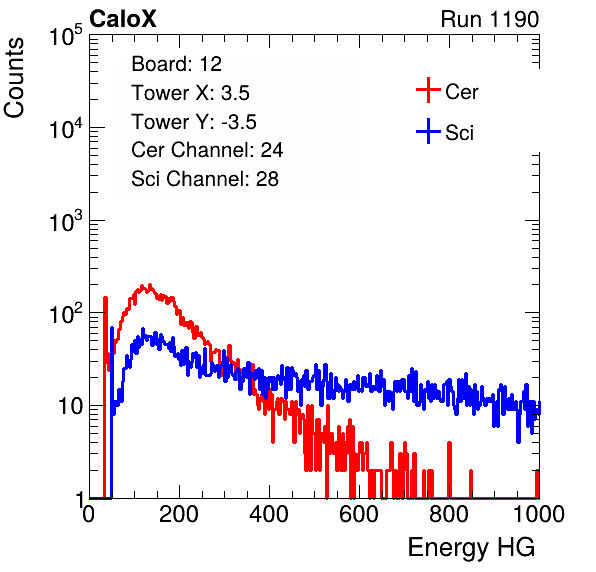 CaloX Run 1190
Counts
Board: 12
Tower X: 3.5
Tower Y: -3.5
Cer Channel: 24
Sci Channel: 28
Cer
Sci
10^5
10^4
10^3
10^2
10
1
0 200 400 600 800 1000
Energy HG